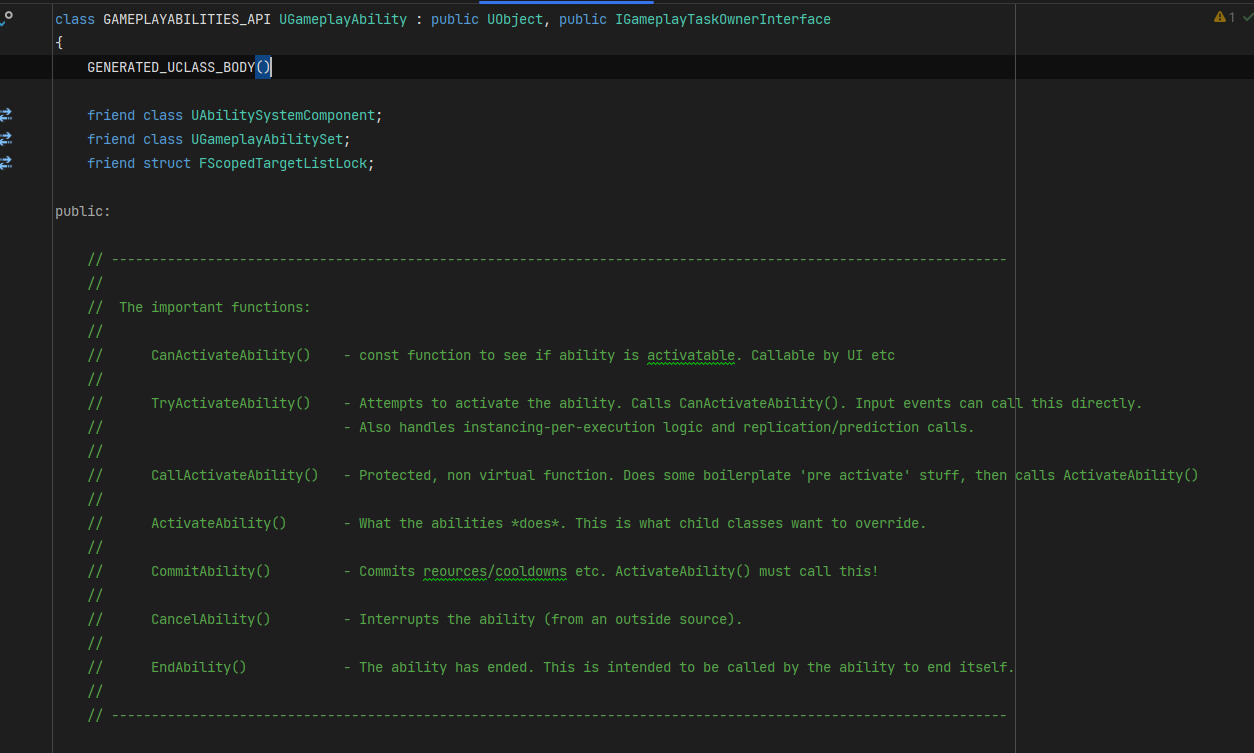 class GAMEPLAYABILITIES_API UGameplayAbility : public UObject, public IGameplayTaskOwnerInterface
1
{
GENERATED_UCLASS_BODY()
friend class UAbilitySystemComponent;
friend class UGameplayAbilitySet;
friend struct FScopedTargetListLock;
public:
// ----------------------------------------------------------------------------------------------------------------
//
// The important functions:
//
// CanActivateAbility() - const function to see if ability is activatable. Callable by UI etc
//
// TryActivateAbility() - Attempts to activate the ability. Calls CanActivateAbility(). Input events can call this directly.
// - Also handles instancing-per-execution logic and replication/prediction calls.
//
// CallActivateAbility() - Protected, non virtual function. Does some boilerplate 'pre activate' stuff, then calls ActivateAbility()
//
// ActivateAbility() - What the abilities *does*. This is what child classes want to override.
//
// CommitAbility() - Commits reources/cooldowns etc. ActivateAbility() must call this!
//
// CancelAbility() - Interrupts the ability (from an outside source).
//
// EndAbility() - The ability has ended. This is intended to be called by the ability to end itself.
//
// ----------------------------------------------------------------------------------------------------------------